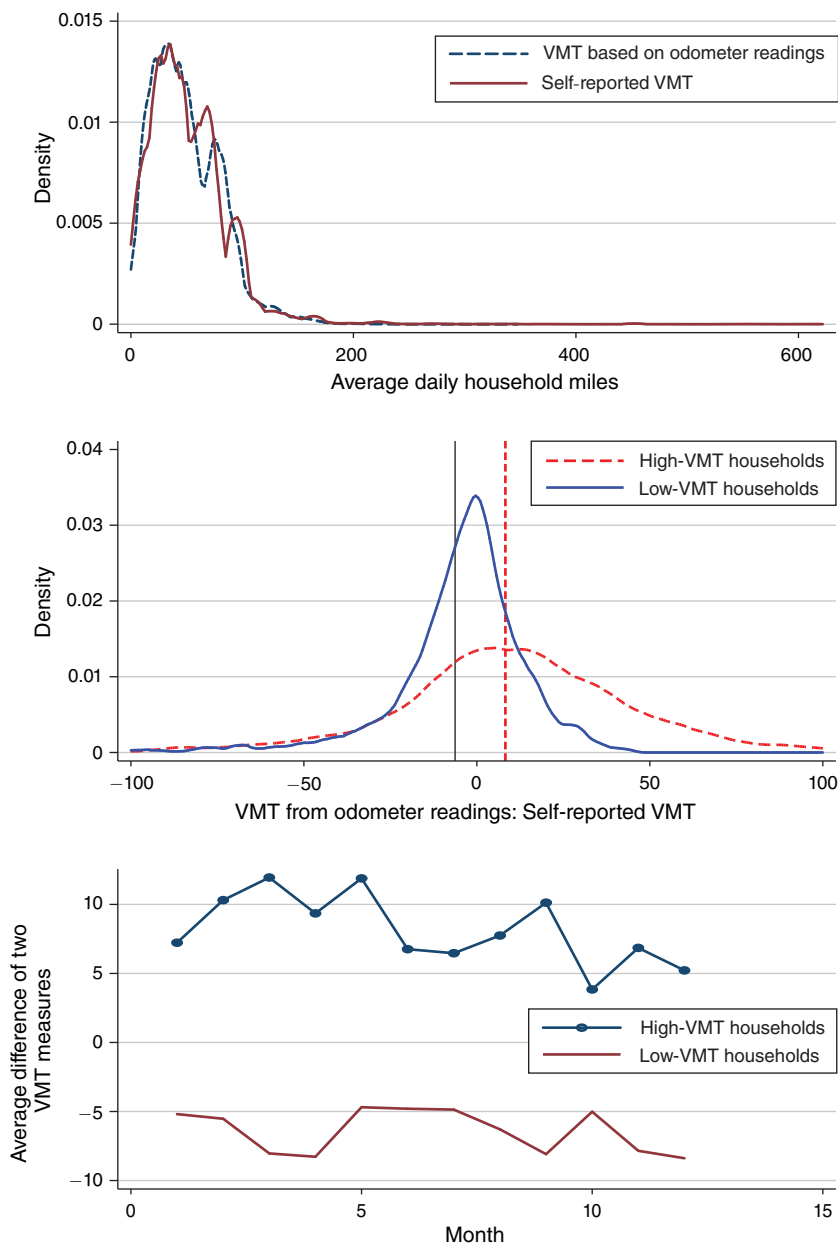 0.015
VMT based on odometer readings
Self-reported VMT
0.01
Density
0.005
0
0
200
400
600
Average daily household miles
0.04
High-VMT households
Low-VMT households
0.03
Density
0.02
0.01
0
−100
−50
0
50
100
VMT from odometer readings: Self-reported VMT
10
Average difference of two
VMT measures
5
High-VMT households
0
Low-VMT households
−5
−10
0
5
10
15
Month